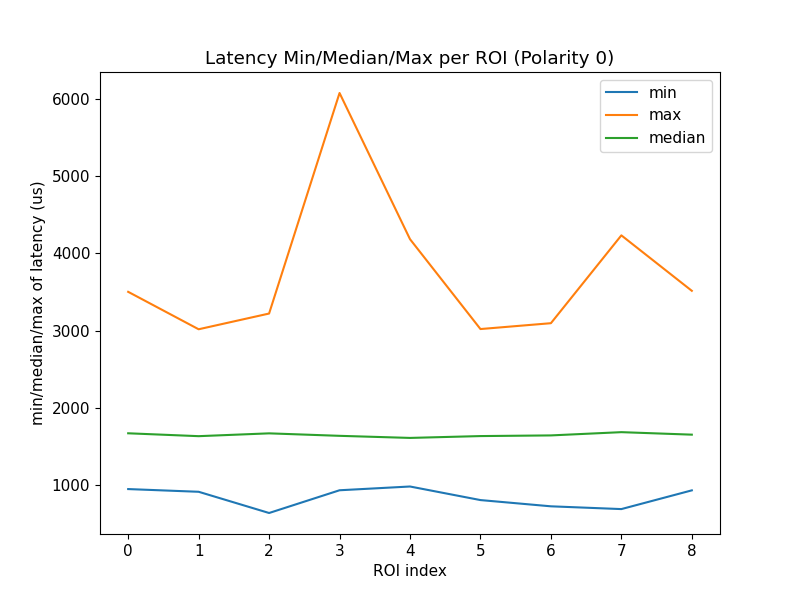 Latency Min/Median/Max per ROI (Polarity 0)
min
max
median
min/median/max of latency (us)
6000
5000
4000
3000
2000
1000
0 1 2 3 4 5 6 7 8
ROI index